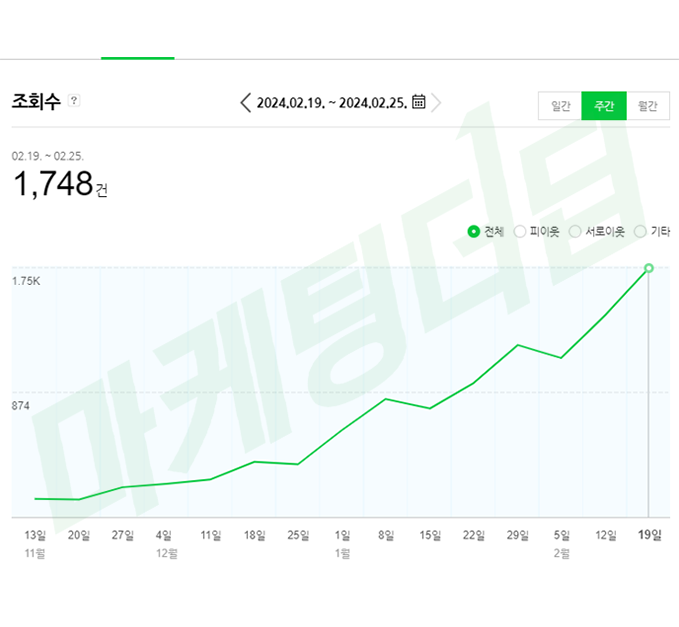 조회수 ?
2024.02.19. ~ 2024.02.25.
일간 주간 월간
02.19. ~ 02.25.
1,748건
전체 피이웃 서로이웃 기타
1.75K
874
13일 20일 27일 4일 11일 18일 25일 1일 8일 15일 22일 29일 5일 12일 19일
11월 12월 1월 2월
마케팅더딥